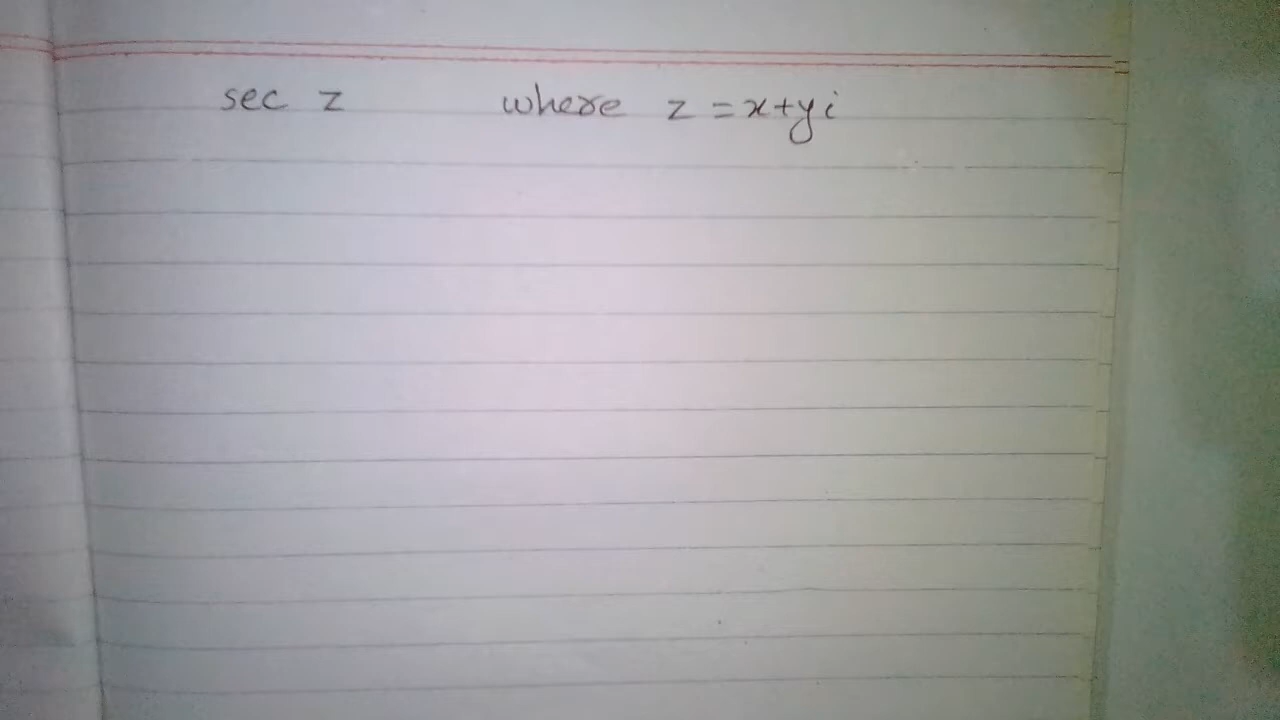 sec z where z = x+yi